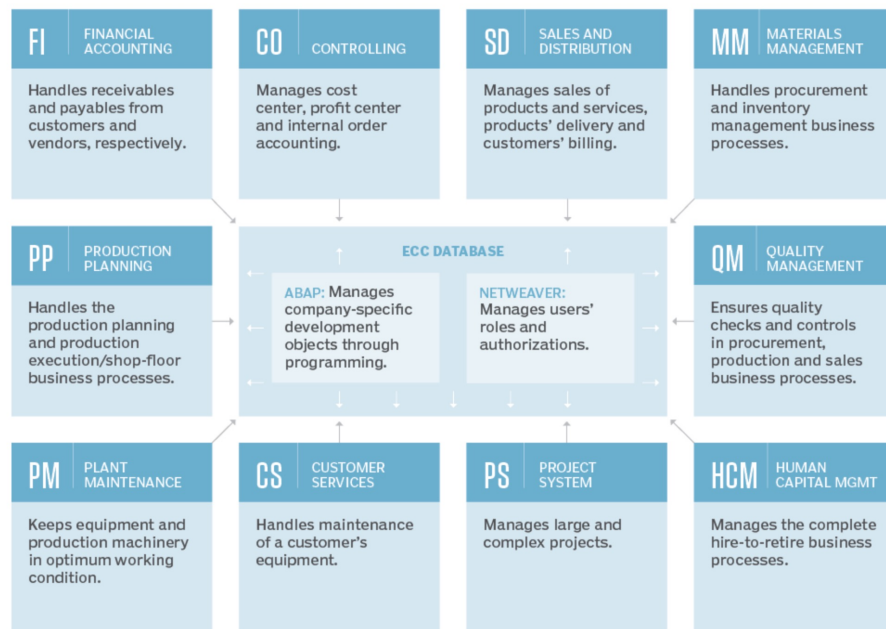 FI
FINANCIAL
ACCOUNTING
Handles receivables
and payables from
customers and
vendors, respectively.
CO
CONTROLLING
Manages cost
center, profit center
and internal order
accounting.
SD
SALES AND
DISTRIBUTION
Manages sales of
products and services,
products’ delivery and
customers’ billing.
MM
MATERIALS
MANAGEMENT
Handles procurement
and inventory
management business
processes.
PP
PRODUCTION
PLANNING
Handles the
production planning
and production
execution/shop-floor
business processes.
ECC DATABASE
ABAP: Manages
company-specific
development
objects through
programming.
NETWEAVER:
Manages users’
roles and
authorizations.
QM
QUALITY
MANAGEMENT
Ensures quality
checks and controls
in procurement,
production and sales
business processes.
PM
PLANT
MAINTENANCE
Keeps equipment and
production machinery
in optimum working
condition.
CS
CUSTOMER
SERVICES
Handles maintenance
of a customer’s
equipment.
PS
PROJECT
SYSTEM
Manages large and
complex projects.
HCM
HUMAN
CAPITAL MGMT
Manages the complete
hire-to-retire business
processes.